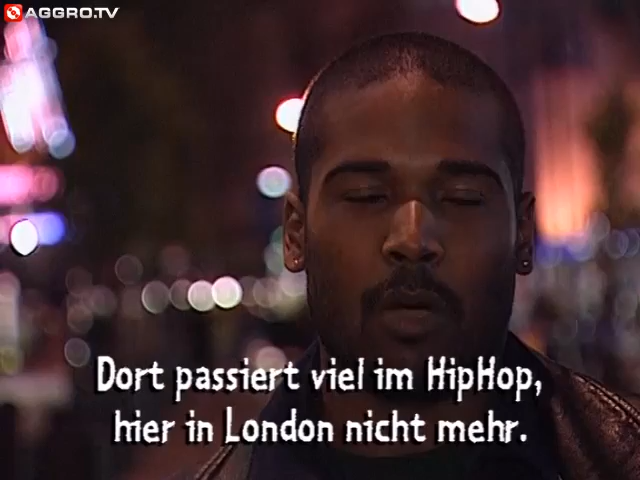 AGGRO.TV
Dort passiert viel im HipHop,
hier in London nicht mehr.